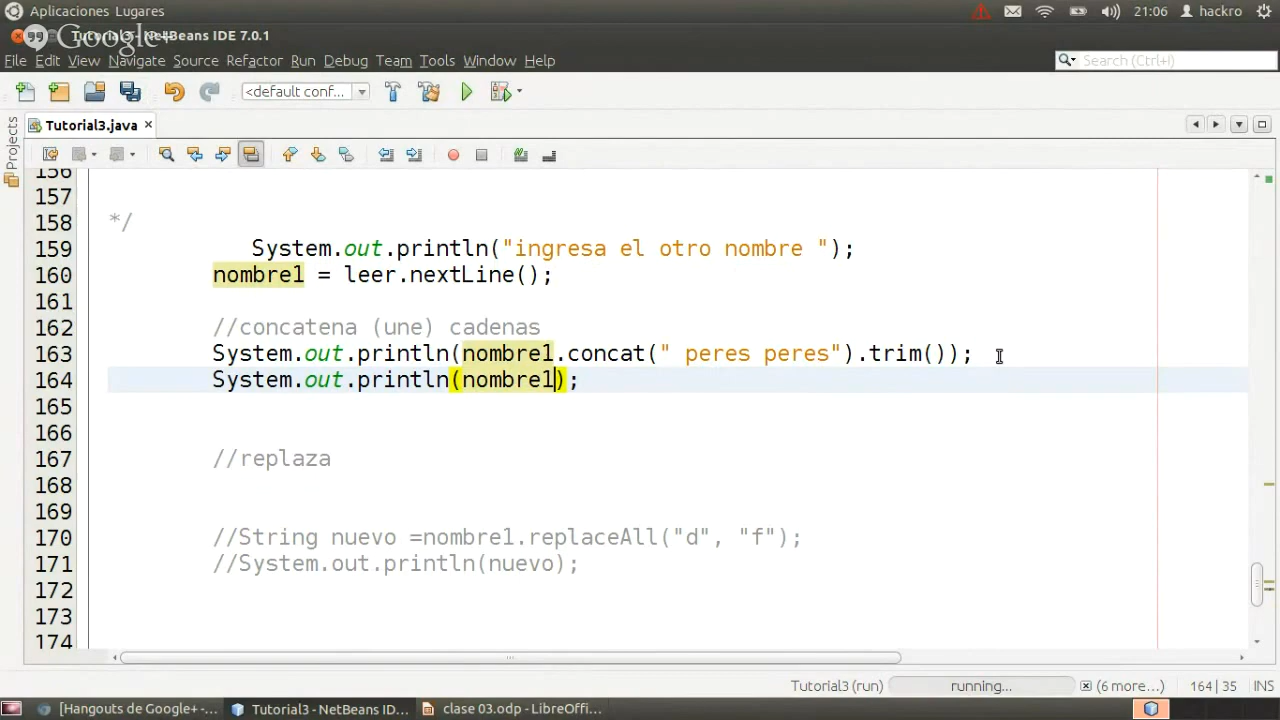 Aplicaciones Lugares
21:06 hackro
Google+
Tutorial3 - NetBeans IDE 7.0.1
File Edit View Navigate Source Refactor Run Debug Team Tools Window Help
Search (Ctrl+I)
<default conf...
Tutorial3.java
Projects
156
157
158 */
159 System.out.println("ingresa el otro nombre ");
160 nombre1 = leer.nextLine();
161
162 //concatena (une) cadenas
163 System.out.println(nombre1.concat(" peres peres").trim());
164 System.out.println(nombre1);
165
166
167 //replaza
168
169
170 //String nuevo =nombre1.replaceAll("d", "f");
171 //System.out.println(nuevo);
172
173
174
Tutorial3 (run) running... (6 more...) 164|35 INS
[Hangouts de Google+ -... Tutorial3 - NetBeans ID... clase 03.odp - LibreOffi...